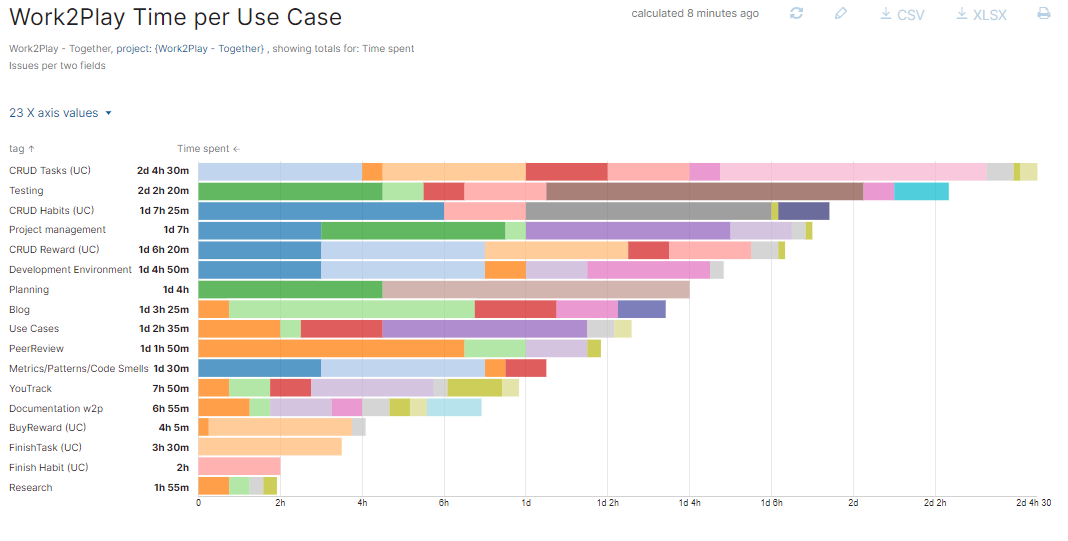 Work2Play Time per Use Case
calculated 8 minutes ago
CSV
XLSX
Work2Play - Together, project: {Work2Play - Together} , showing totals for: Time spent
Issues per two fields
23 X axis values
tag ↑ Time spent ←
CRUD Tasks (UC) 2d 4h 30m
Testing 2d 2h 20m
CRUD Habits (UC) 1d 7h 25m
Project management 1d 7h
CRUD Reward (UC) 1d 6h 20m
Development Environment 1d 4h 50m
Planning 1d 4h
Blog 1d 3h 25m
Use Cases 1d 2h 35m
PeerReview 1d 1h 50m
Metrics/Patterns/Code Smells 1d 30m
YouTrack 7h 50m
Documentation w2p 6h 55m
BuyReward (UC) 4h 5m
FinishTask (UC) 3h 30m
Finish Habit (UC) 2h
Research 1h 55m
0 2h 4h 6h 1d 1d 2h 1d 4h 1d 6h 2d 2d 2h 2d 4h 30